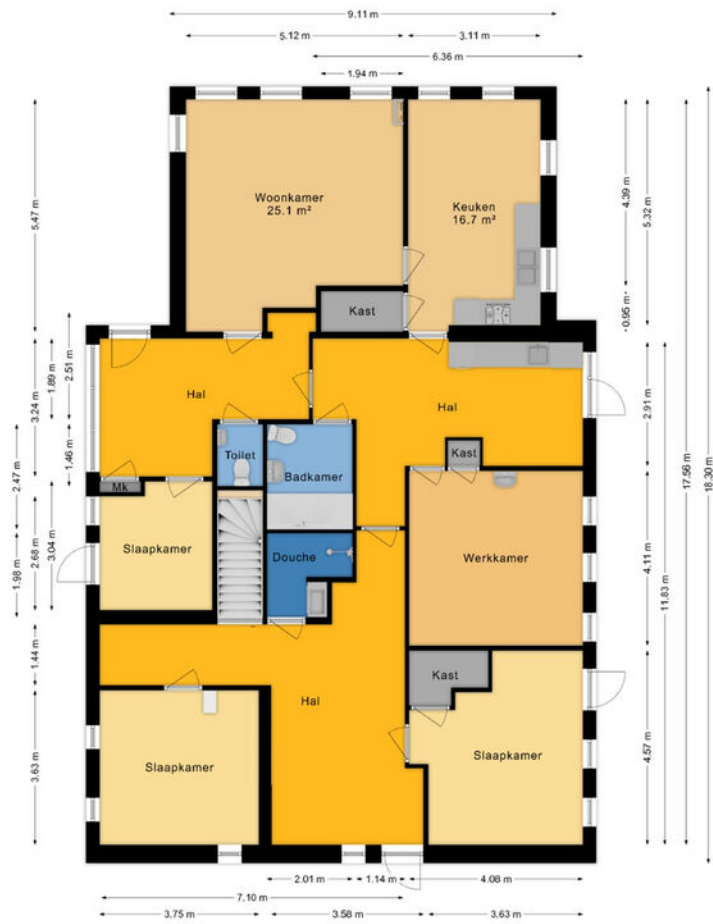 9.11 m
5.12 m
3.11 m
6.36 m
1.94 m
Woonkamer
25.1 m²
Keuken
16.7 m²
Kast
5.47 m
4.39 m
5.32 m
0.95 m
Hal
Hal
Toilet
Badkamer
Kast
Mk
Slaapkamer
Douche
Werkkamer
Kast
Hal
Slaapkamer
Slaapkamer
2.51 m
1.89 m
3.24 m
1.46 m
2.47 m
3.04 m
2.68 m
1.98 m
1.44 m
3.63 m
2.91 m
17.56 m
18.30 m
11.83 m
4.11 m
4.57 m
2.01 m
1.14 m
4.08 m
7.10 m
3.75 m
3.58 m
3.63 m